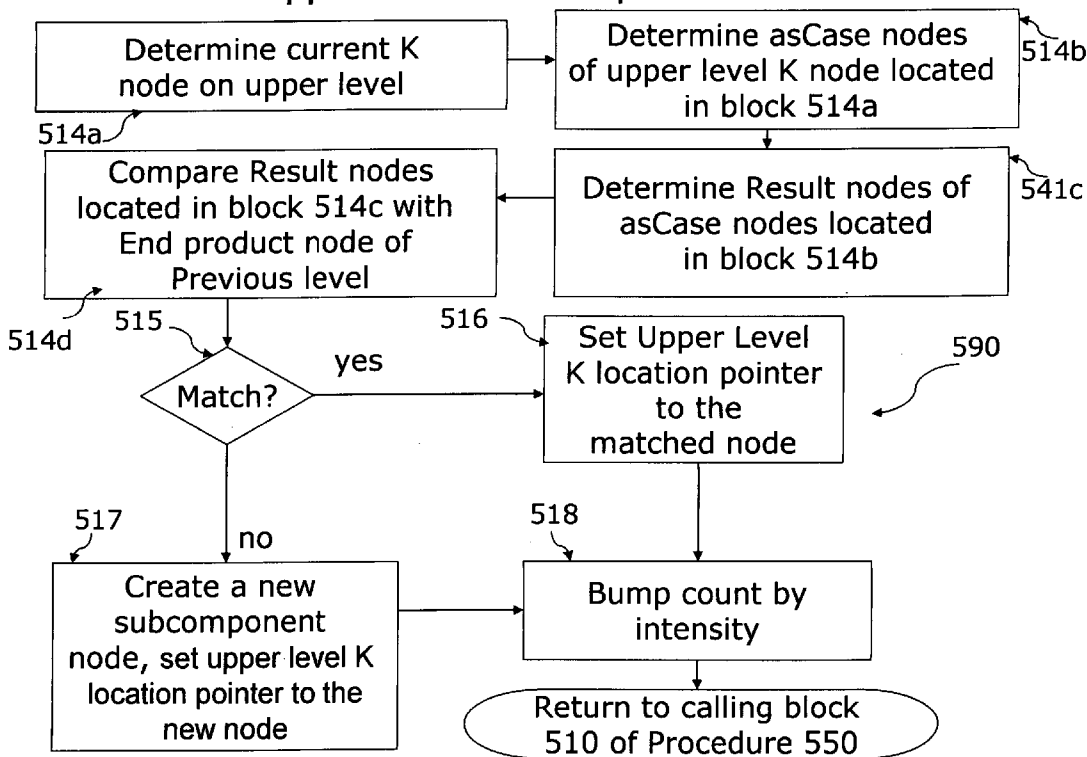 Determine current K
node on upper level
514a
Determine asCase nodes
of upper level K node located
in block 514a
514b
Compare Result nodes
located in block 514c with
End product node of
Previous level
514d
Determine Result nodes of
asCase nodes located
in block 514b
541c
515
Match?
yes
516
Set Upper Level
K location pointer
to the
matched node
590
no
517
Create a new
subcomponent
node, set upper level K
location pointer to the
new node
518
Bump count by
intensity
Return to calling block
510 of Procedure 550